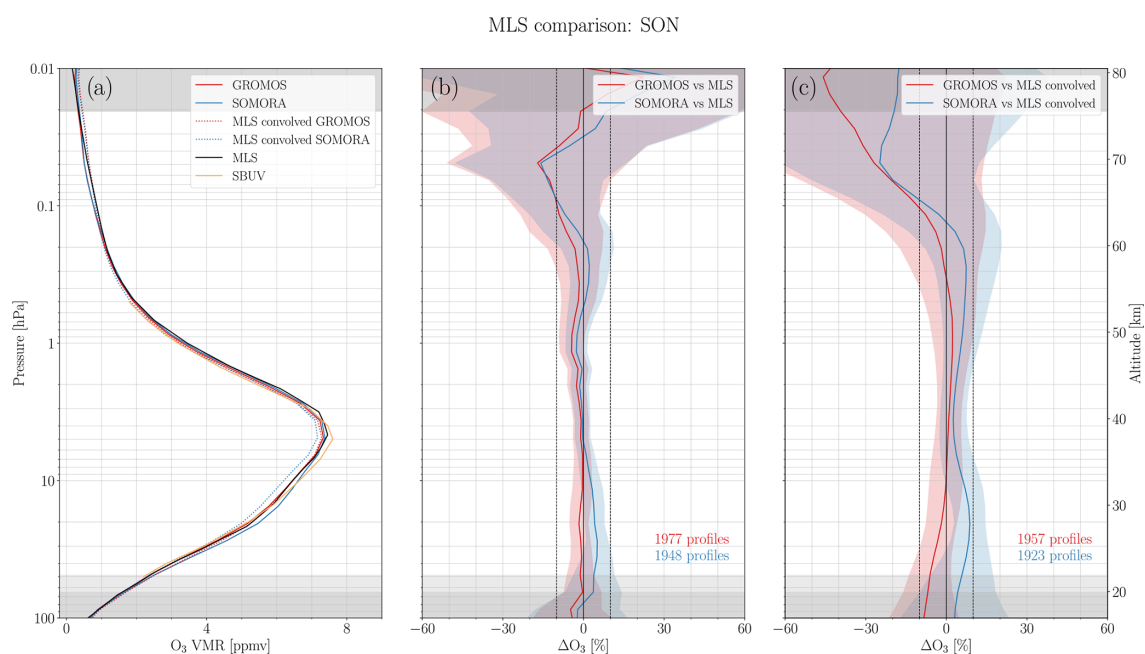 MLS comparison: SON
(a)
GROMOS
SOMORA
MLS convolved GROMOS
MLS convolved SOMORA
MLS
SBUV
0.01
0.1
1
10
100
Pressure [hPa]
0
4
8
O₃ VMR [ppmv]
(b)
GROMOS vs MLS
SOMORA vs MLS
1977 profiles
1948 profiles
−60
−30
0
30
60
ΔO₃ [%]
(c)
GROMOS vs MLS convolved
SOMORA vs MLS convolved
1957 profiles
1923 profiles
−60
−30
0
30
60
ΔO₃ [%]
80
70
60
50
40
30
20
Altitude [km]